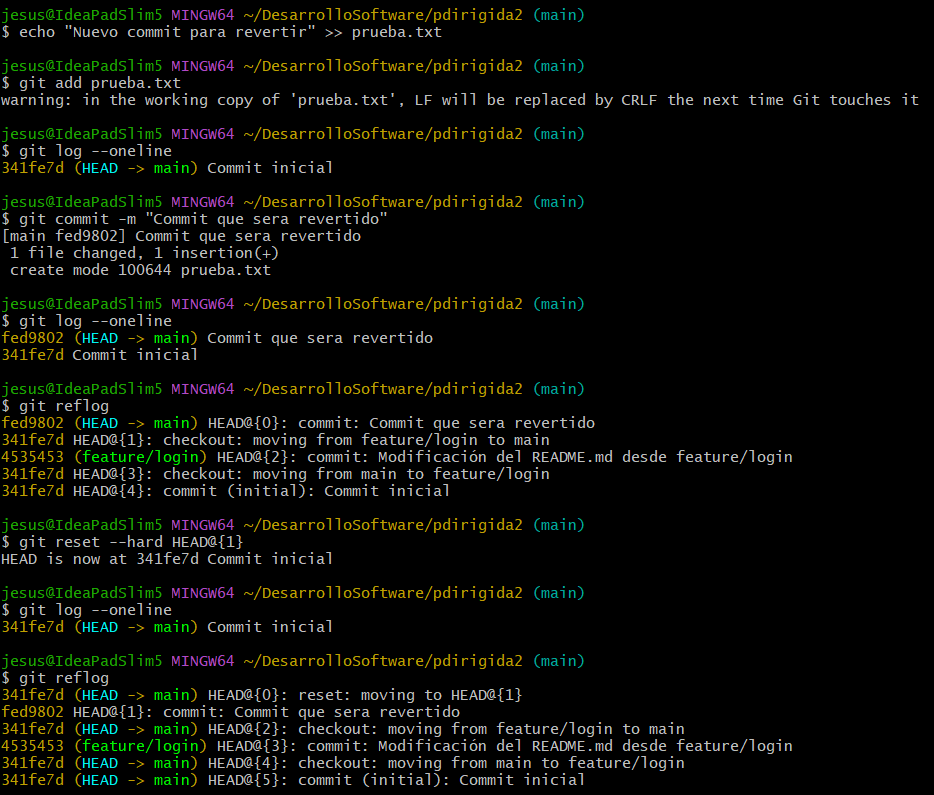 jesus@IdeaPadSlim5 MINGW64 ~/DesarrolloSoftware/pdirigida2 (main)
$ echo "Nuevo commit para revertir" >> prueba.txt
jesus@IdeaPadSlim5 MINGW64 ~/DesarrolloSoftware/pdirigida2 (main)
$ git add prueba.txt
warning: in the working copy of 'prueba.txt', LF will be replaced by CRLF the next time Git touches it
jesus@IdeaPadSlim5 MINGW64 ~/DesarrolloSoftware/pdirigida2 (main)
$ git log --oneline
341fe7d (HEAD -> main) Commit inicial
jesus@IdeaPadSlim5 MINGW64 ~/DesarrolloSoftware/pdirigida2 (main)
$ git commit -m "Commit que sera revertido"
[main fed9802] Commit que sera revertido
 1 file changed, 1 insertion(+)
 create mode 100644 prueba.txt
jesus@IdeaPadSlim5 MINGW64 ~/DesarrolloSoftware/pdirigida2 (main)
$ git log --oneline
fed9802 (HEAD -> main) Commit que sera revertido
341fe7d Commit inicial
jesus@IdeaPadSlim5 MINGW64 ~/DesarrolloSoftware/pdirigida2 (main)
$ git reflog
fed9802 (HEAD -> main) HEAD@{0}: commit: Commit que sera revertido
341fe7d HEAD@{1}: checkout: moving from feature/login to main
4535453 (feature/login) HEAD@{2}: commit: Modificación del README.md desde feature/login
341fe7d HEAD@{3}: checkout: moving from main to feature/login
341fe7d HEAD@{4}: commit (initial): Commit inicial
jesus@IdeaPadSlim5 MINGW64 ~/DesarrolloSoftware/pdirigida2 (main)
$ git reset --hard HEAD@{1}
HEAD is now at 341fe7d Commit inicial
jesus@IdeaPadSlim5 MINGW64 ~/DesarrolloSoftware/pdirigida2 (main)
$ git log --oneline
341fe7d (HEAD -> main) Commit inicial
jesus@IdeaPadSlim5 MINGW64 ~/DesarrolloSoftware/pdirigida2 (main)
$ git reflog
341fe7d (HEAD -> main) HEAD@{0}: reset: moving to HEAD@{1}
fed9802 HEAD@{1}: commit: Commit que sera revertido
341fe7d (HEAD -> main) HEAD@{2}: checkout: moving from feature/login to main
4535453 (feature/login) HEAD@{3}: commit: Modificación del README.md desde feature/login
341fe7d (HEAD -> main) HEAD@{4}: checkout: moving from main to feature/login
341fe7d (HEAD -> main) HEAD@{5}: commit (initial): Commit inicial